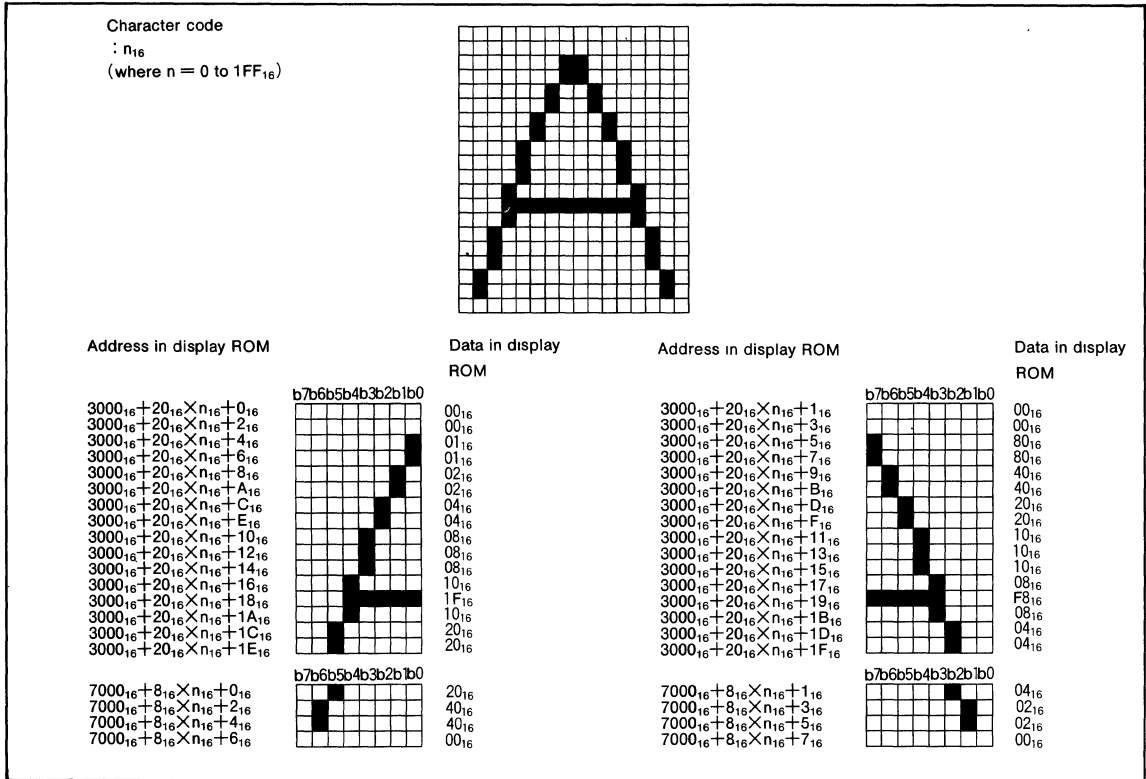 Character code
: n₁₆
(where n = 0 to 1FF₁₆)
Address in display ROM
Data in display
ROM
b7b6b5b4b3b2b1b0
3000₁₆+20₁₆×n₁₆+0₁₆ 00₁₆
3000₁₆+20₁₆×n₁₆+2₁₆ 00₁₆
3000₁₆+20₁₆×n₁₆+4₁₆ 01₁₆
3000₁₆+20₁₆×n₁₆+6₁₆ 01₁₆
3000₁₆+20₁₆×n₁₆+8₁₆ 02₁₆
3000₁₆+20₁₆×n₁₆+A₁₆ 02₁₆
3000₁₆+20₁₆×n₁₆+C₁₆ 04₁₆
3000₁₆+20₁₆×n₁₆+E₁₆ 04₁₆
3000₁₆+20₁₆×n₁₆+10₁₆ 08₁₆
3000₁₆+20₁₆×n₁₆+12₁₆ 08₁₆
3000₁₆+20₁₆×n₁₆+14₁₆ 08₁₆
3000₁₆+20₁₆×n₁₆+16₁₆ 10₁₆
3000₁₆+20₁₆×n₁₆+18₁₆ 1F₁₆
3000₁₆+20₁₆×n₁₆+1A₁₆ 10₁₆
3000₁₆+20₁₆×n₁₆+1C₁₆ 20₁₆
3000₁₆+20₁₆×n₁₆+1E₁₆ 20₁₆
b7b6b5b4b3b2b1b0
7000₁₆+8₁₆×n₁₆+0₁₆ 20₁₆
7000₁₆+8₁₆×n₁₆+2₁₆ 40₁₆
7000₁₆+8₁₆×n₁₆+4₁₆ 40₁₆
7000₁₆+8₁₆×n₁₆+6₁₆ 00₁₆
Address in display ROM
Data in display
ROM
b7b6b5b4b3b2b1b0
3000₁₆+20₁₆×n₁₆+1₁₆ 00₁₆
3000₁₆+20₁₆×n₁₆+3₁₆ 00₁₆
3000₁₆+20₁₆×n₁₆+5₁₆ 80₁₆
3000₁₆+20₁₆×n₁₆+7₁₆ 80₁₆
3000₁₆+20₁₆×n₁₆+9₁₆ 40₁₆
3000₁₆+20₁₆×n₁₆+B₁₆ 40₁₆
3000₁₆+20₁₆×n₁₆+D₁₆ 20₁₆
3000₁₆+20₁₆×n₁₆+F₁₆ 20₁₆
3000₁₆+20₁₆×n₁₆+11₁₆ 10₁₆
3000₁₆+20₁₆×n₁₆+13₁₆ 10₁₆
3000₁₆+20₁₆×n₁₆+15₁₆ 10₁₆
3000₁₆+20₁₆×n₁₆+17₁₆ 08₁₆
3000₁₆+20₁₆×n₁₆+19₁₆ F8₁₆
3000₁₆+20₁₆×n₁₆+1B₁₆ 08₁₆
3000₁₆+20₁₆×n₁₆+1D₁₆ 04₁₆
3000₁₆+20₁₆×n₁₆+1F₁₆ 04₁₆
b7b6b5b4b3b2b1b0
7000₁₆+8₁₆×n₁₆+1₁₆ 04₁₆
7000₁₆+8₁₆×n₁₆+3₁₆ 02₁₆
7000₁₆+8₁₆×n₁₆+5₁₆ 02₁₆
7000₁₆+8₁₆×n₁₆+7₁₆ 00₁₆